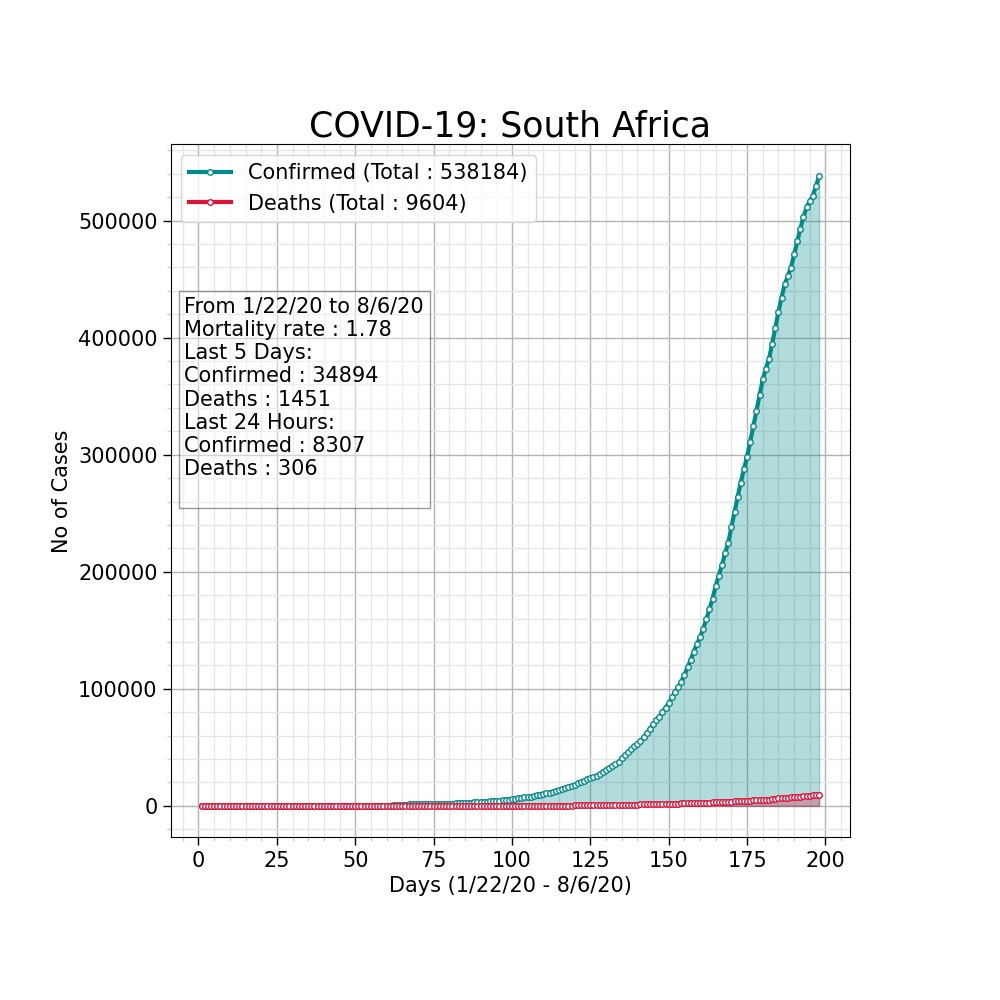 COVID-19: South Africa
Confirmed (Total : 538184)
Deaths (Total : 9604)
From 1/22/20 to 8/6/20
Mortality rate : 1.78
Last 5 Days:
Confirmed : 34894
Deaths : 1451
Last 24 Hours:
Confirmed : 8307
Deaths : 306
No of Cases
500000
400000
300000
200000
100000
0
0 25 50 75 100 125 150 175 200
Days (1/22/20 - 8/6/20)